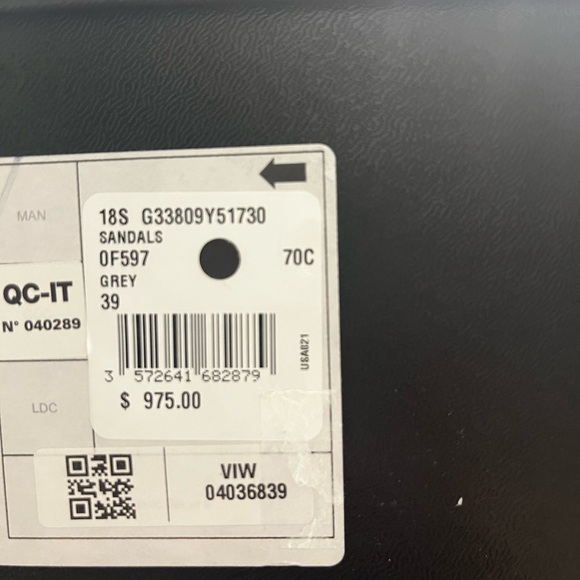 MAN
18S G33809Y51730
SANDALS
0F597 70C
GREY
39
QC-IT
N° 040289
3 572641 682879
USA021
$ 975.00
LDC
VIW
04036839